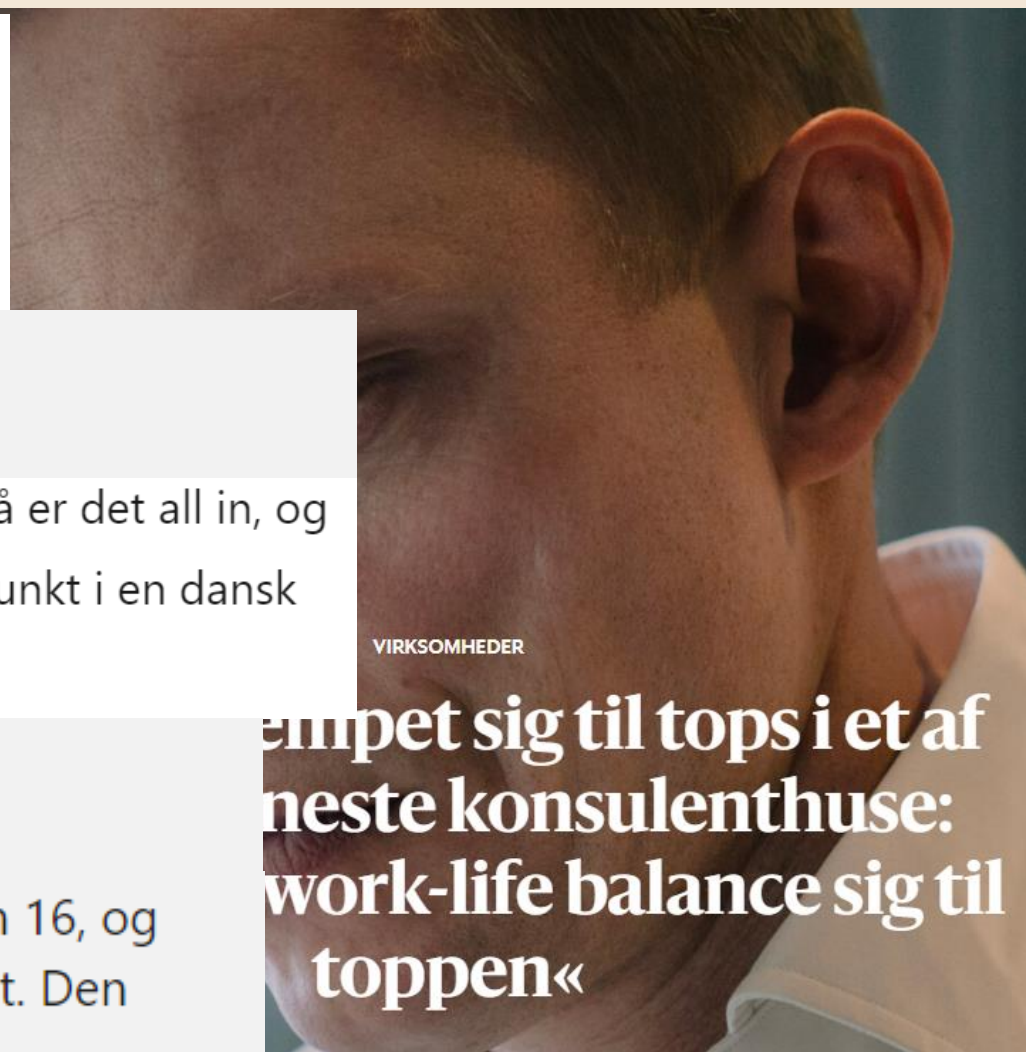 å er det all in, og
unkt i en dansk
VIRKSOMHEDER
empet sig til tops i et af
neste konsulenthuse:
work-life balance sig til
toppen«
n 16, og
t. Den